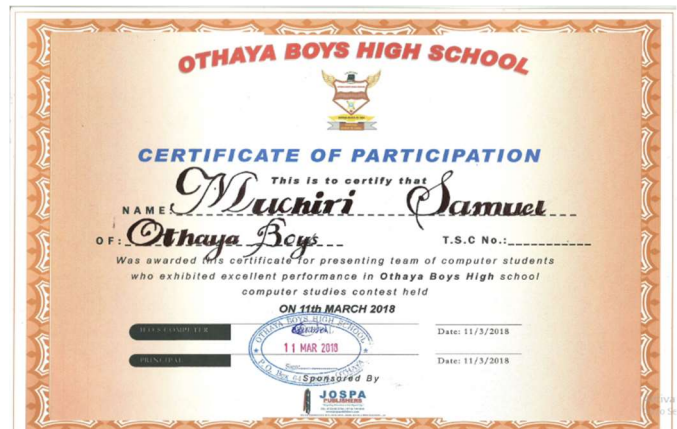 OTHAYA BOYS HIGH SCHOOL
CERTIFICATE OF PARTICIPATION
This is to certify that
NAME: Muchiri Samuel
OF: Othaya Boys T.S.C No.:
Was awarded this certificate for presenting team of computer students
who exhibited excellent performance in Othaya Boys High school
computer studies contest held
ON 11th MARCH 2018
H.O.D COMPUTER Date: 11/3/2018
OTHAYA BOYS HIGH SCHOOL
11 MAR 2018
PRINCIPAL Date: 11/3/2018
Sponsored By
JOSPA
PUBLISHERS